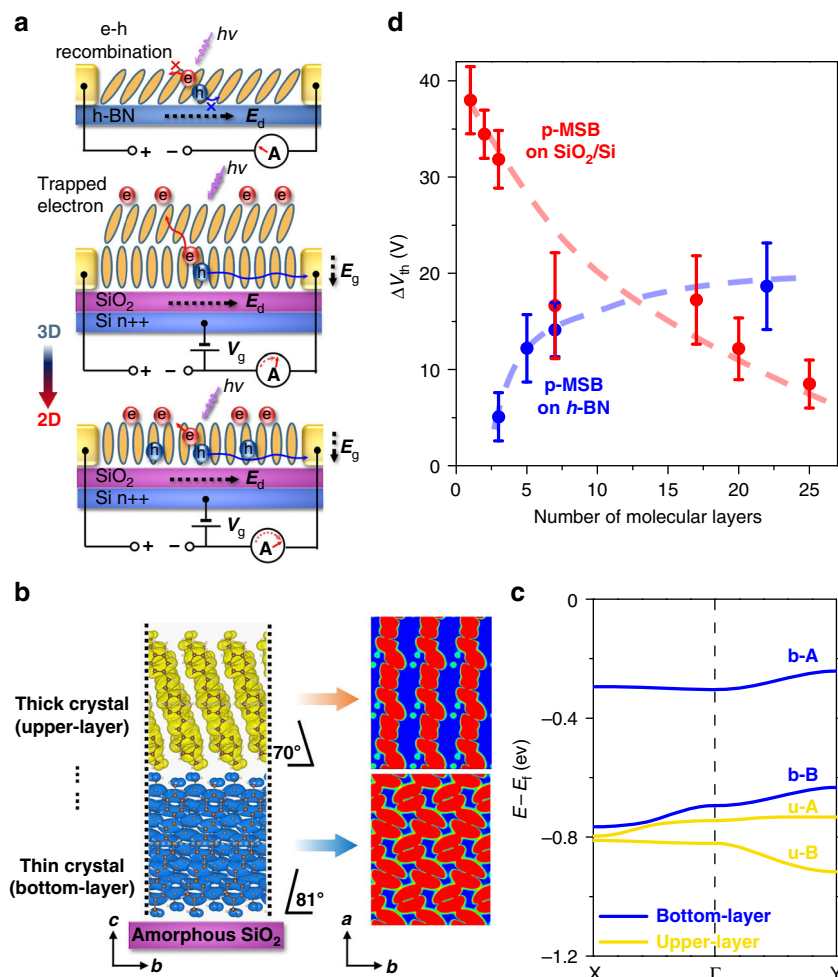 a
e-h
recombination
hv
e
h
h-BN
E_d
+ −
A
Trapped
electron
hv
e e e e
e
h
E_g
SiO₂
E_d
Si n++
V_g
+ −
A
3D
2D
hv
e e e e
e
h h h
E_g
SiO₂
E_d
Si n++
V_g
+ −
A
d
40
30
20
10
0
ΔV_th (V)
p-MSB
on SiO₂/Si
p-MSB
on h-BN
0 5 10 15 20 25
Number of molecular layers
b
Thick crystal
(upper-layer)
70°
Thin crystal
(bottom-layer)
81°
Amorphous SiO₂
c
b
a
b
c
0
−0.3
−0.6
−0.8
−1.2
E − E_f (ev)
b-A
b-B
u-A
u-B
Bottom-layer
Upper-layer
X Γ Y